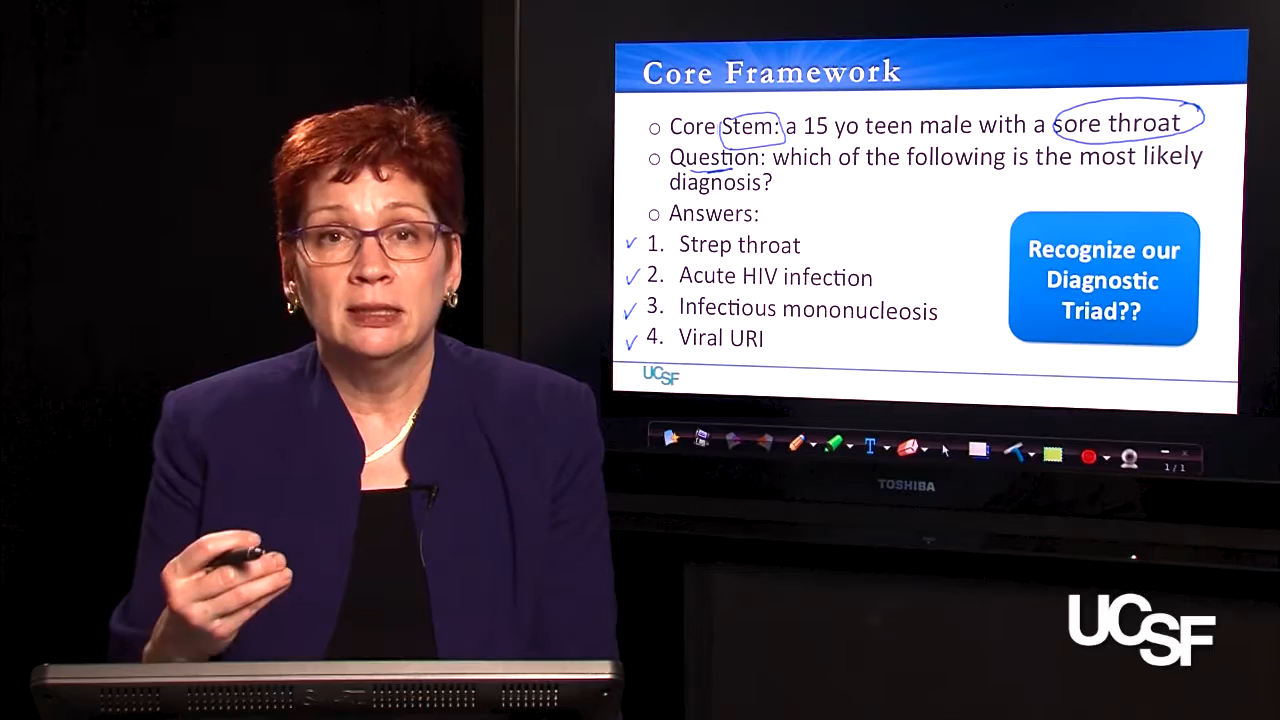 Core Framework
○ Core Stem: a 15 yo teen male with a sore throat
○ Question: which of the following is the most likely
diagnosis?
○ Answers:
1. Strep throat
2. Acute HIV infection
3. Infectious mononucleosis
4. Viral URI
Recognize our
Diagnostic
Triad??
UCSF
T
1/1
TOSHIBA
UCSF